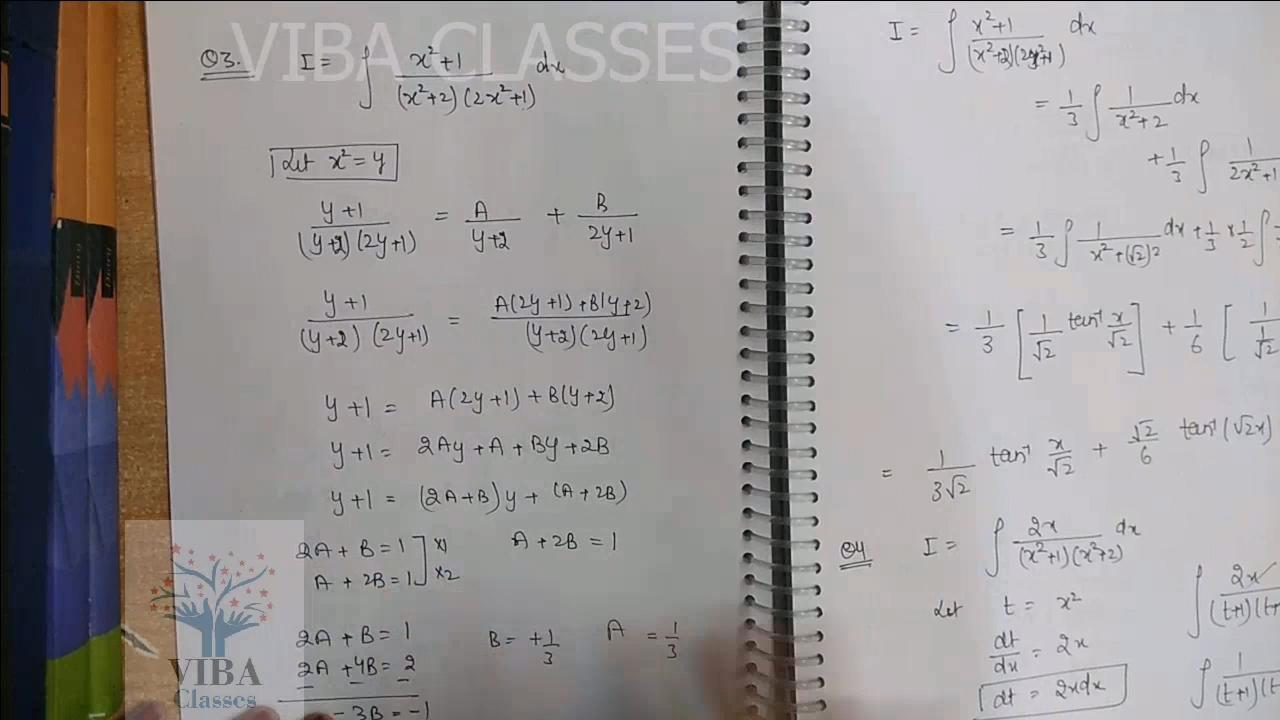 VIBA CLASSES
Q3. I = ∫ x²+1 / (x²+2)(2x²+1) dx
Let x² = y
y+1 / (y+2)(2y+1) = A / y+2 + B / 2y+1
y+1 / (y+2)(2y+1) = A(2y+1)+B(y+2) / (y+2)(2y+1)
y+1 = A(2y+1)+B(y+2)
y+1 = 2Ay+A+By+2B
y+1 = (2A+B)y+(A+2B)
2A+B=1 ] ×1 A+2B=1
A+2B=1 ] ×2
2A+B=1 B=+1/3 A=1/3
2A+4B=2
-3B=-1
VIBA
Classes
I = ∫ x²+1 / (x²+2)(2x²+1) dx
= 1/3 ∫ 1 / x²+2 dx
+ 1/3 ∫ 1 / 2x²+1
= 1/3 ∫ 1 / x²+(√2)² dx + 1/3 × 1/2 ∫
= 1/3 [ 1/√2 tan⁻¹ x/√2 ] + 1/6 [ 1 / 1/√2
= 1/3√2 tan⁻¹ x/√2 + √2/6 tan⁻¹(√2x)
Q4 I = ∫ 2x / (x²+1)(x²+2) dx
Let t = x² ∫ 2x / (t+1)(t+
dt/dx = 2x
dt = 2xdx ∫ 1 / (t+1)(t+